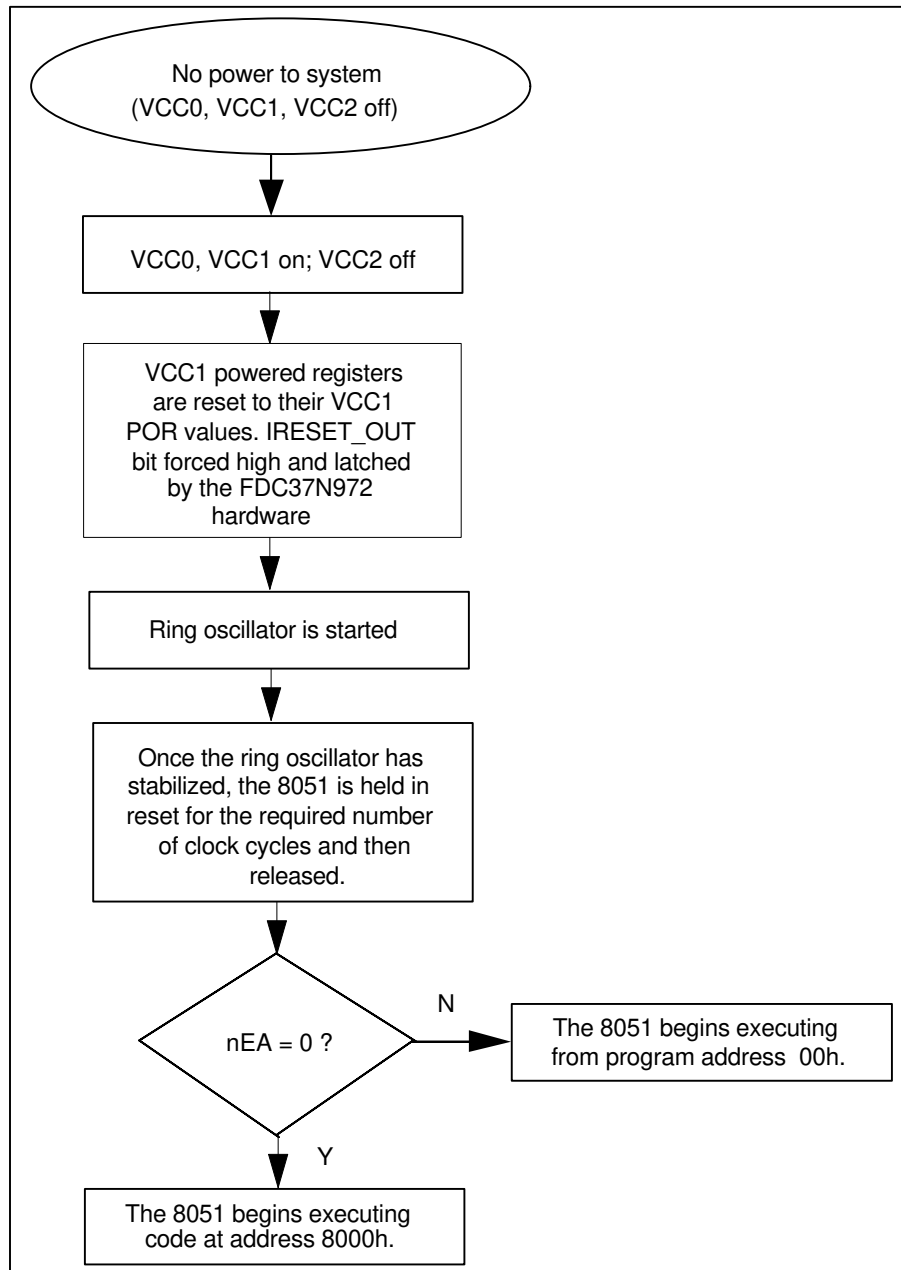 No power to system
(VCC0, VCC1, VCC2 off)
VCC0, VCC1 on; VCC2 off
VCC1 powered registers
are reset to their VCC1
POR values. IRESET_OUT
bit forced high and latched
by the FDC37N972
hardware
Ring oscillator is started
Once the ring oscillator has
stabilized, the 8051 is held in
reset for the required number
of clock cycles and then
released.
nEA = 0 ?
N
The 8051 begins executing
from program address 00h.
Y
The 8051 begins executing
code at address 8000h.